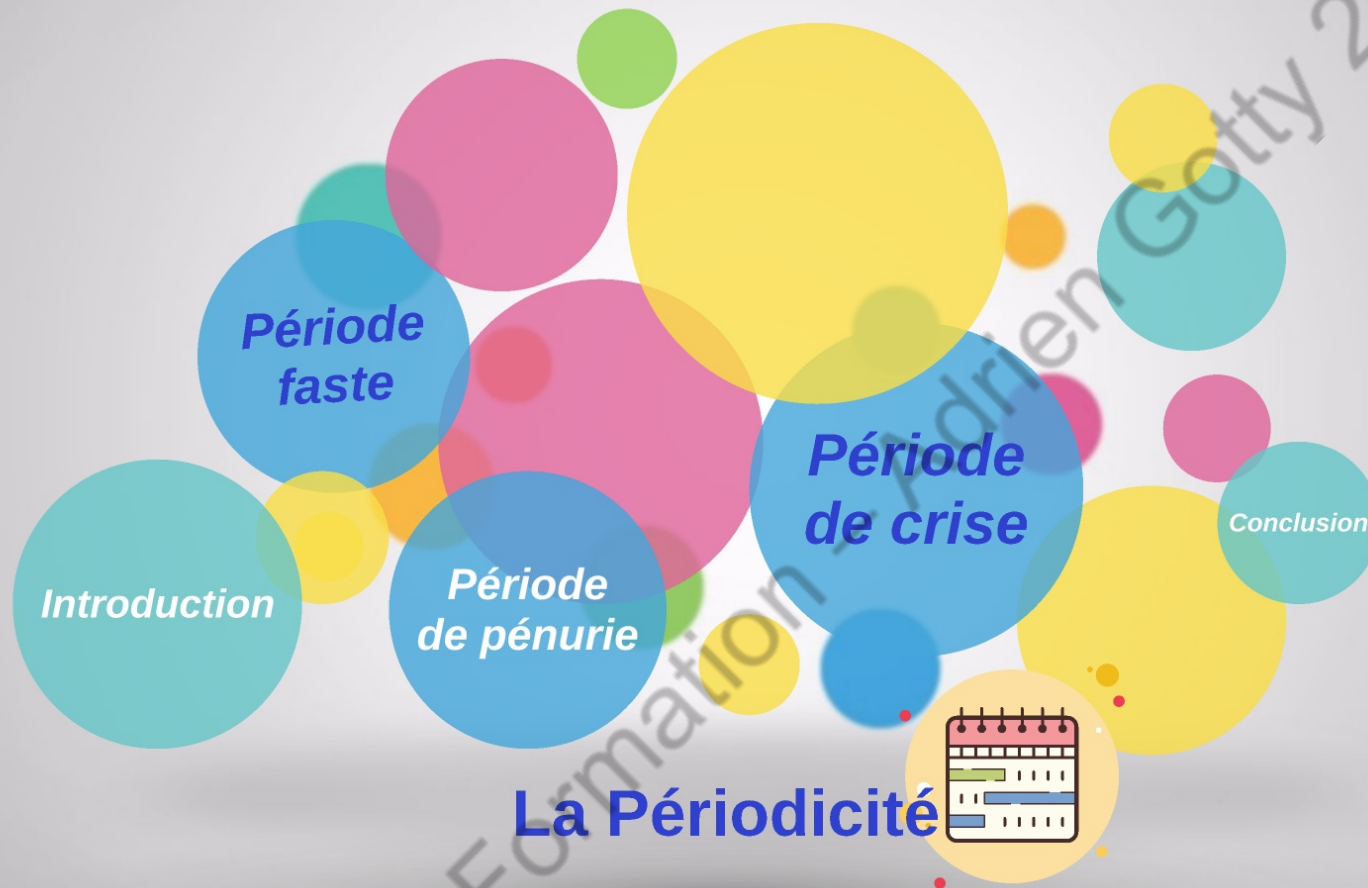 Période
faste
Période
de crise
Conclusion
Introduction
Période
de pénurie
La Périodicité
Formation - Adrien Gotty 2